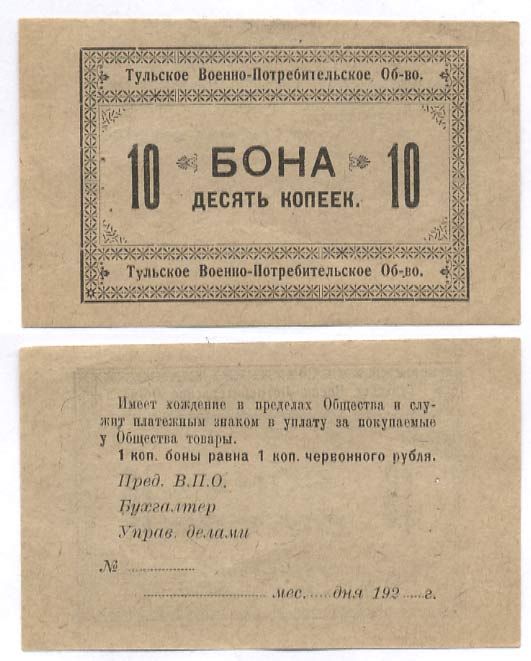 Тульское Военно-Потребительское Об-во.
10 БОНА 10
ДЕСЯТЬ КОПЕЕК.
Тульское Военно-Потребительское Об-во.
Имеет хождение в пределах Общества и слу-
жит платежным знаком в уплату за покупаемые
у Общества товары.
1 коп. боны равна 1 коп. червонного рубля.
Пред. В.П.О.
Бухгалтер
Управ. делами
№
мес. дня 192 г.